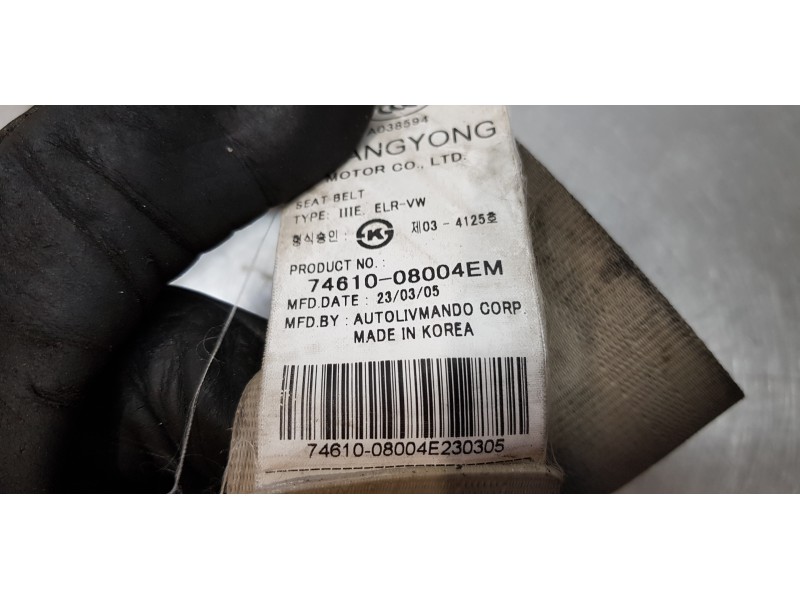 A038594
ANGYONG
MOTOR CO., LTD.
SEAT BELT
TYPE: IIIE. ELR-VW
형식승인 : 제03 - 4125호
PRODUCT NO.:
74610-08004EM
MFD.DATE : 23/03/05
MFD.BY : AUTOLIVMANDO CORP
MADE IN KOREA
74610-08004E230305